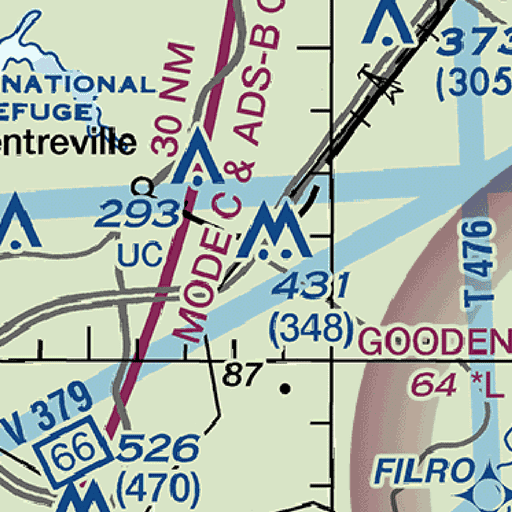 373
(305
NATIONAL
EFUGE
entreville
30 NM
MODE C & ADS-B O
293
UC
T 476
431
(348)
GOODEN
64 *L
87
V 379
66
526
(470)
FILRO